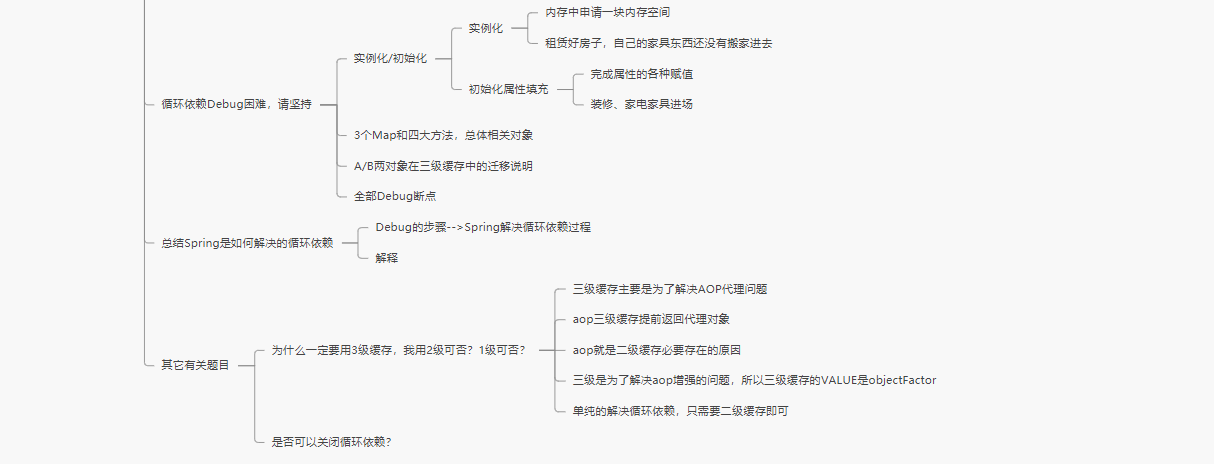 循环依赖Debug困难，请坚持
实例化/初始化
实例化
内存中申请一块内存空间
租赁好房子，自己的家具东西还没有搬家进去
初始化属性填充
完成属性的各种赋值
装修、家电家具进场
3个Map和四大方法，总体相关对象
A/B两对象在三级缓存中的迁移说明
全部Debug断点
总结Spring是如何解决的循环依赖
Debug的步骤-->Spring解决循环依赖过程
解释
其它有关题目
为什么一定要用3级缓存，我用2级可否？1级可否？
三级缓存主要是为了解决AOP代理问题
aop三级缓存提前返回代理对象
aop就是二级缓存必要存在的原因
三级是为了解决aop增强的问题，所以三级缓存的VALUE是objectFactor
单纯的解决循环依赖，只需要二级缓存即可
是否可以关闭循环依赖？